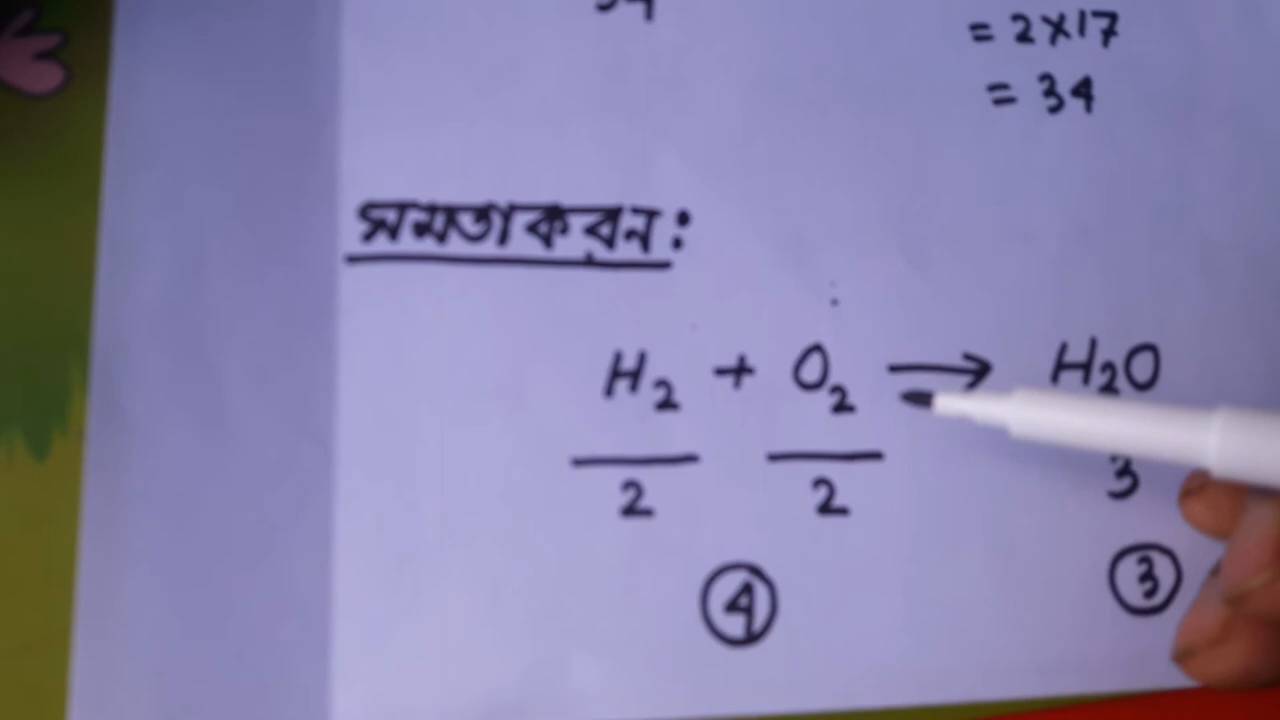 = 2×17
= 34
সমতাকরন:
H₂ + O₂ → H₂O
2 2 3
④ ③